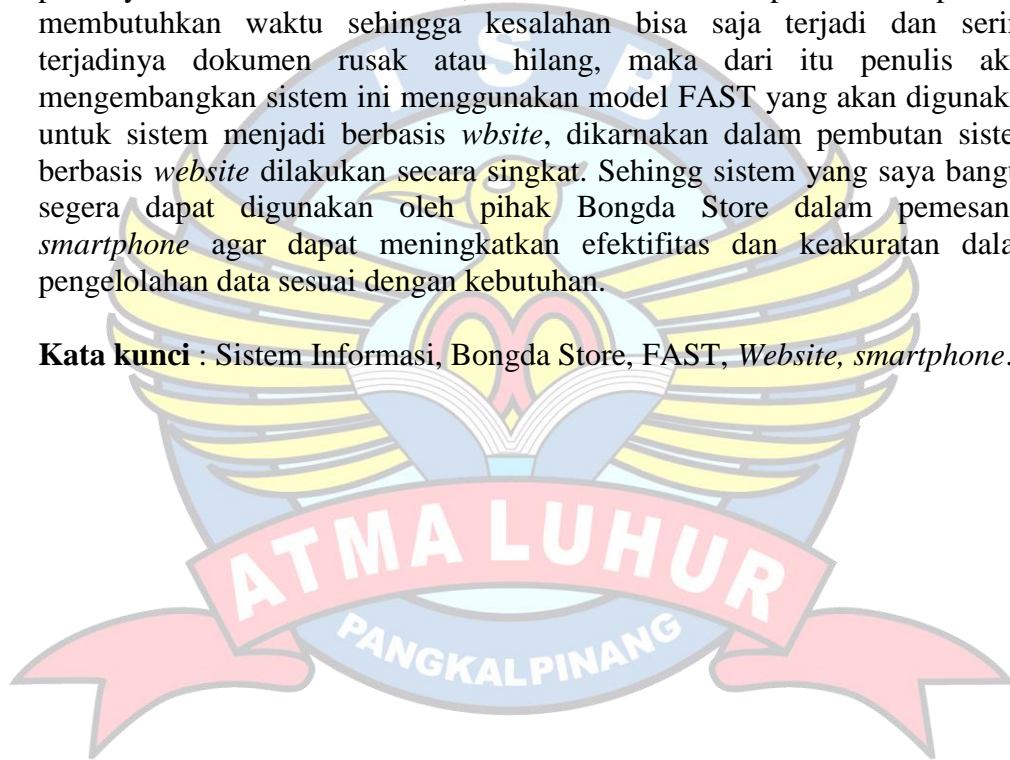 membutuhkan waktu sehingga kesalahan bisa saja terjadi dan serin
terjadinya dokumen rusak atau hilang, maka dari itu penulis ak
mengembangkan sistem ini menggunakan model FAST yang akan digunak
untuk sistem menjadi berbasis wbsite, dikarnakan dalam pembutan siste
berbasis website dilakukan secara singkat. Sehingg sistem yang saya bangu
segera dapat digunakan oleh pihak Bongda Store dalam pemesan
smartphone agar dapat meningkatkan efektifitas dan keakuratan dala
pengelolahan data sesuai dengan kebutuhan.
Kata kunci : Sistem Informasi, Bongda Store, FAST, Website, smartphone.
I S B
ATMA LUHUR
PANGKALPINANG